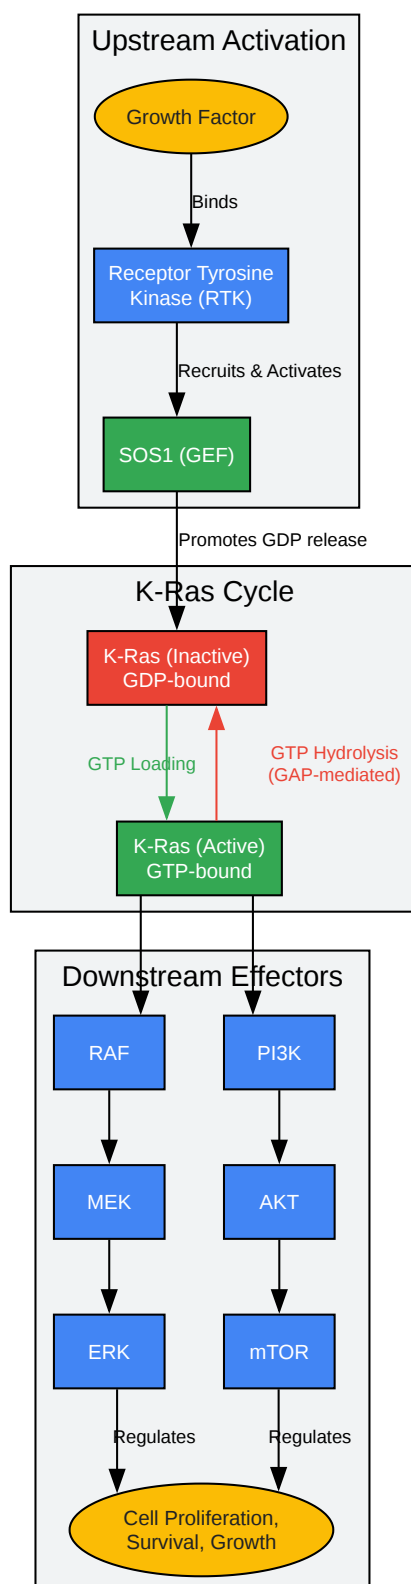 Upstream Activation
Growth Factor
Binds
Receptor Tyrosine
Kinase (RTK)
Recruits & Activates
SOS1 (GEF)
Promotes GDP release
K-Ras Cycle
K-Ras (Inactive)
GDP-bound
GTP Loading
GTP Hydrolysis
(GAP-mediated)
K-Ras (Active)
GTP-bound
Downstream Effectors
RAF
PI3K
MEK
AKT
ERK
mTOR
Regulates
Regulates
Cell Proliferation,
Survival, Growth